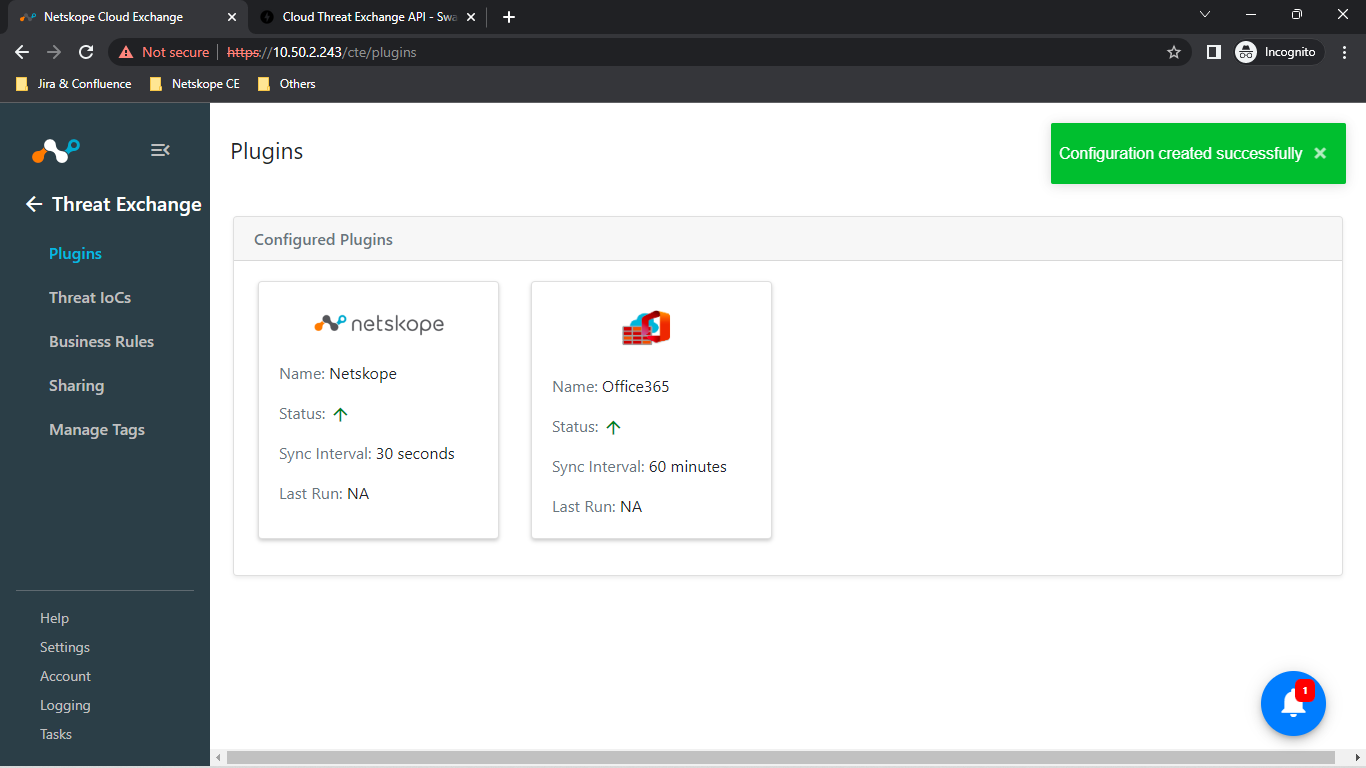 Netskope Cloud Exchange
Cloud Threat Exchange API - Swa
Not secure
https://10.50.2.243/cte/plugins
Incognito
Jira & Confluence
Netskope CE
Others
Threat Exchange
Plugins
Threat IoCs
Business Rules
Sharing
Manage Tags
Help
Settings
Account
Logging
Tasks
Plugins
Configuration created successfully
Configured Plugins
netskope
Name: Netskope
Status:
Sync Interval: 30 seconds
Last Run: NA
Name: Office365
Status:
Sync Interval: 60 minutes
Last Run: NA
1